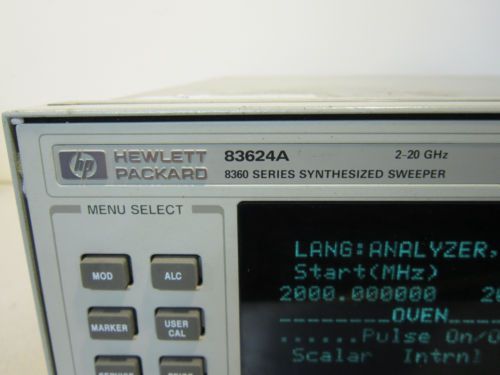 hp HEWLETT PACKARD 83624A 2-20 GHz
8360 SERIES SYNTHESIZED SWEEPER
MENU SELECT
MOD
ALC
MARKER
USER CAL
LANG:ANALYZER,
Start(MHz)
2000.000000
OVEN
......Pulse On/O
Scalar Intrnl